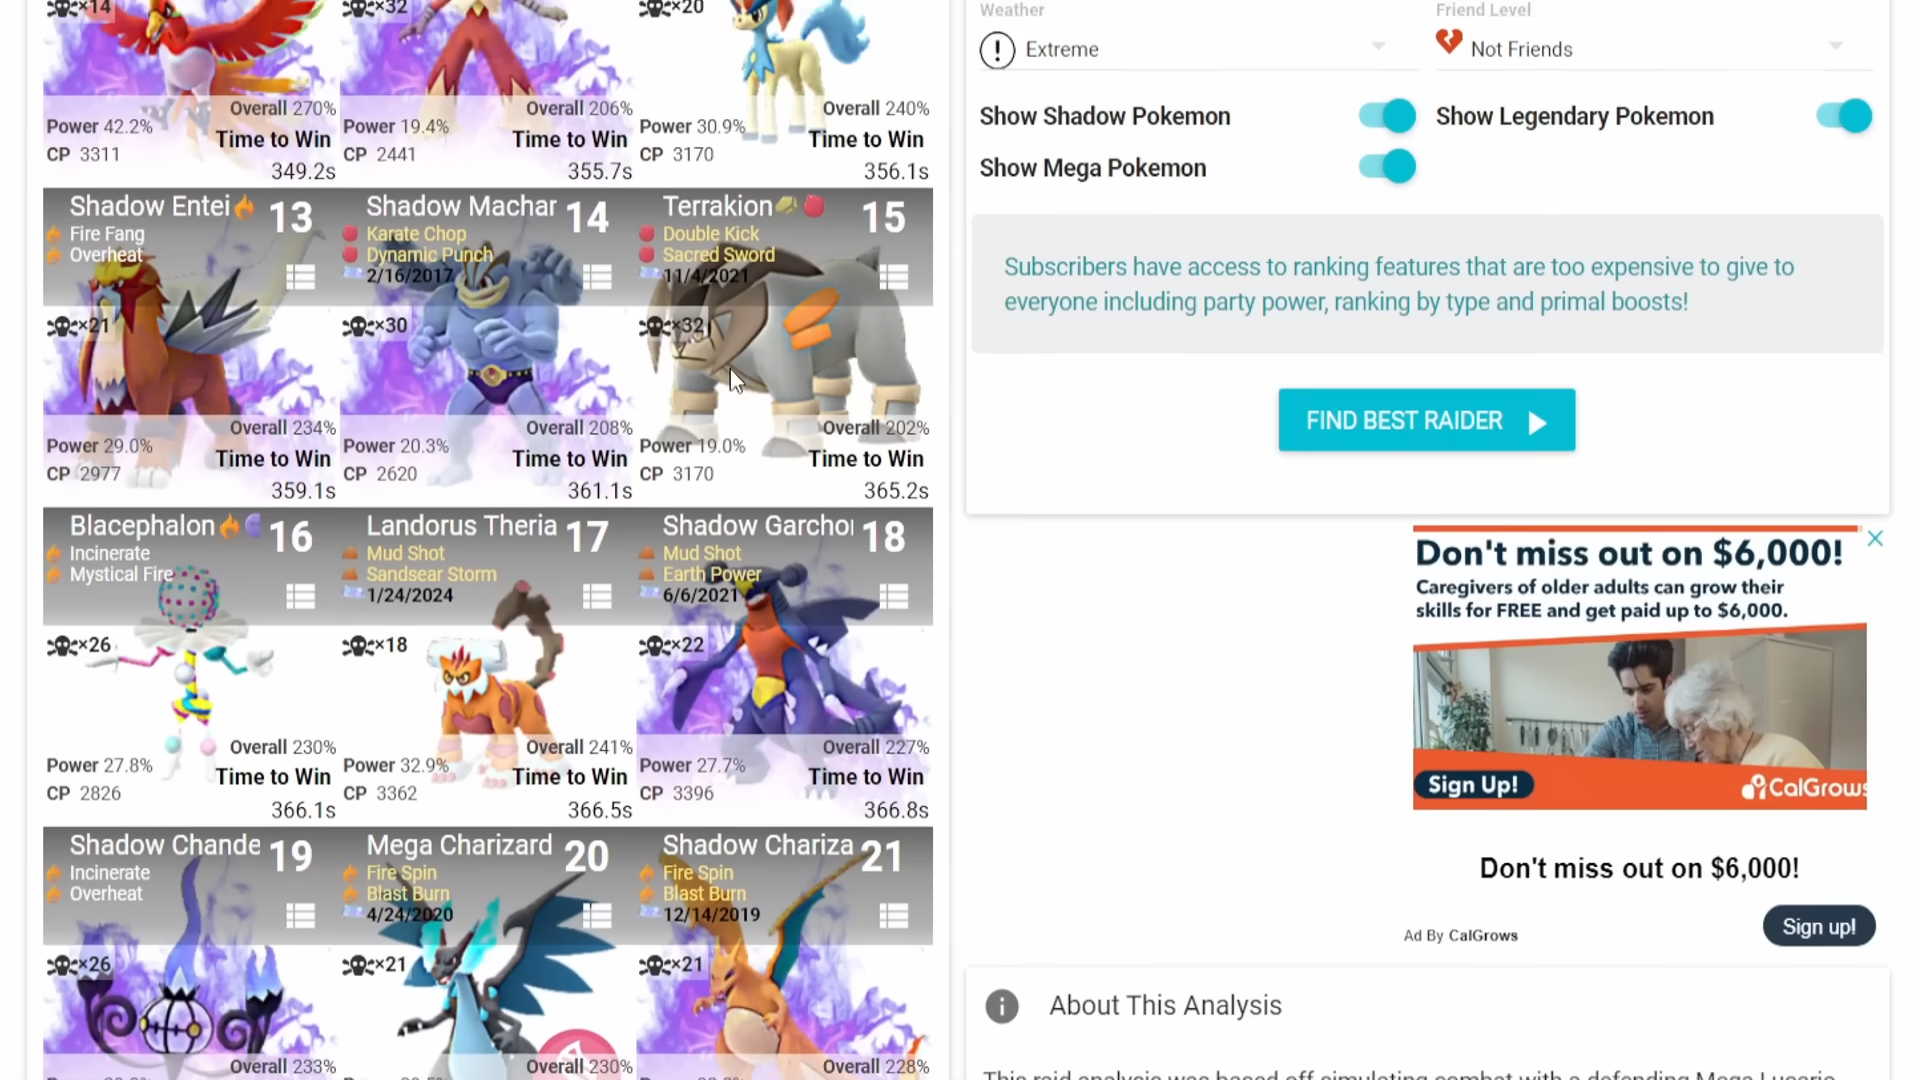 ×14
Overall 270%
Power 42.2%
Time to Win
CP 3311
349.2s
×32
Overall 206%
Power 19.4%
Time to Win
CP 2441
355.7s
×20
Overall 240%
Power 30.9%
Time to Win
CP 3170
356.1s
Shadow Entei 13
Fire Fang
Overheat
×21
Overall 234%
Power 29.0%
Time to Win
CP 2977
359.1s
Shadow Machar 14
Karate Chop
Dynamic Punch
2/16/2017
×30
Overall 208%
Power 20.3%
Time to Win
CP 2620
361.1s
Terrakion 15
Double Kick
Sacred Sword
11/4/2021
×32
Overall 202%
Power 19.0%
Time to Win
CP 3170
365.2s
Blacephalon 16
Incinerate
Mystical Fire
×26
Overall 230%
Power 27.8%
Time to Win
CP 2826
366.1s
Landorus Theria 17
Mud Shot
Sandsear Storm
1/24/2024
×18
Overall 241%
Power 32.9%
Time to Win
CP 3362
366.5s
Shadow Garcho 18
Mud Shot
Earth Power
6/6/2021
×22
Overall 227%
Power 27.7%
Time to Win
CP 3396
366.8s
Shadow Chande 19
Incinerate
Overheat
×26
Overall 233%
Mega Charizard 20
Fire Spin
Blast Burn
4/24/2020
×21
Overall 230%
Shadow Chariza 21
Fire Spin
Blast Burn
12/14/2019
×21
Overall 228%
Weather
Extreme
Friend Level
Not Friends
Show Shadow Pokemon
Show Legendary Pokemon
Show Mega Pokemon
Subscribers have access to ranking features that are too expensive to give to
everyone including party power, ranking by type and primal boosts!
FIND BEST RAIDER
Don't miss out on $6,000!
Caregivers of older adults can grow their
skills for FREE and get paid up to $6,000.
Sign Up!
CalGrows
Don't miss out on $6,000!
Ad By CalGrows
Sign up!
About This Analysis
This raid analysis was based off simulating combat with a defending Mega Lucario